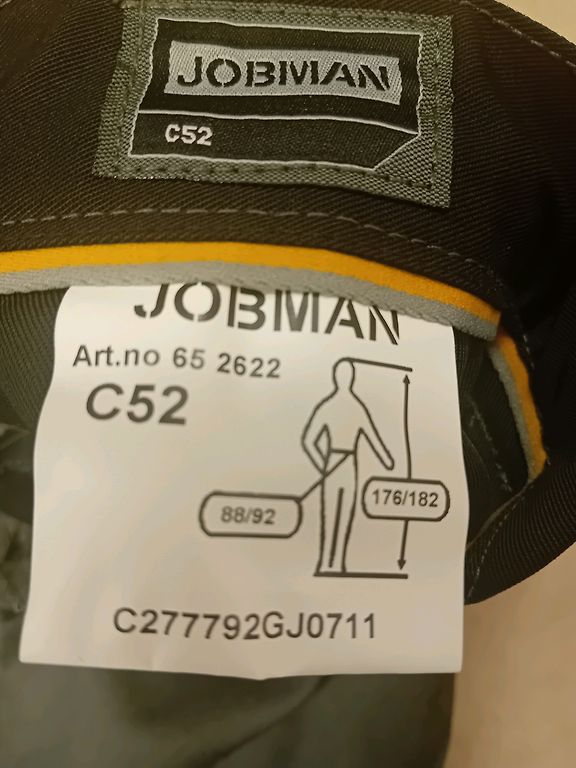 JOBMAN
C52
JOBMAN
Art.no 65 2622
C52
176/182
88/92
C277792GJ0711